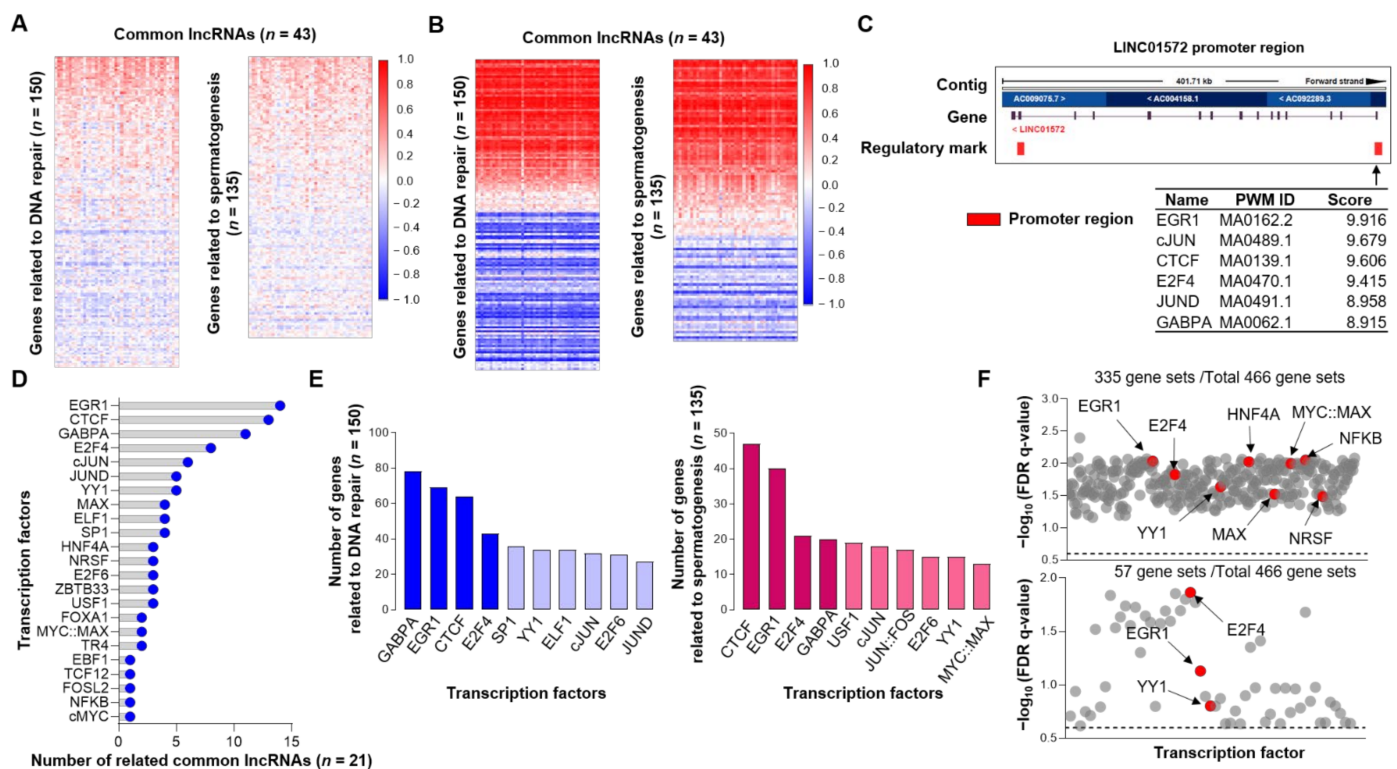 A
Common lncRNAs (n = 43)
Genes related to DNA repair (n = 150)
Genes related to spermatogenesis
(n = 135)
1.0
0.8
0.6
0.4
0.2
0.0
− 0.2
− 0.4
− 0.6
− 0.8
− 1.0
B
Common lncRNAs (n = 43)
Genes related to DNA repair (n = 150)
Genes related to spermatogenesis
(n = 135)
1.0
0.8
0.6
0.4
0.2
0.0
− 0.2
− 0.4
− 0.6
− 0.8
− 1.0
C
LINC01572 promoter region
401.71 kb
Forward strand
Contig
AC009075.7 >
< AC004158.1
< AC092289.3
Gene
< LINC01572
Regulatory mark
Promoter region
Name PWM ID Score
EGR1 MA0162.2 9.916
cJUN MA0489.1 9.679
CTCF MA0139.1 9.606
E2F4 MA0470.1 9.415
JUND MA0491.1 8.958
GABPA MA0062.1 8.915
D
Transcription factors
EGR1
CTCF
GABPA
E2F4
cJUN
JUND
YY1
MAX
ELF1
SP1
HNF4A
NRSF
E2F6
ZBTB33
USF1
FOXA1
MYC::MAX
TR4
EBF1
TCF12
FOSL2
NFKB
cMYC
0 5 10 15
Number of related common lncRNAs (n = 21)
E
Number of genes
related to DNA repair (n = 150)
100
80
60
40
20
0
GABPA
EGR1
CTCF
E2F4
SP1
YY1
ELF1
cJUN
E2F6
JUND
Transcription factors
Number of genes
related to spermatogenesis (n = 135)
50
40
30
20
10
0
CTCF
EGR1
E2F4
GABPA
USF1
cJUN
JUN::FOS
E2F6
YY1
MYC::MAX
Transcription factors
F
335 gene sets /Total 466 gene sets
−log10 (FDR q-value)
3.0
2.5
2.0
1.5
1.0
0.5
EGR1
E2F4
HNF4A
MYC::MAX
NFKB
YY1
MAX
NRSF
57 gene sets /Total 466 gene sets
−log10 (FDR q-value)
2.0
1.5
1.0
0.5
EGR1
E2F4
YY1
Transcription factor